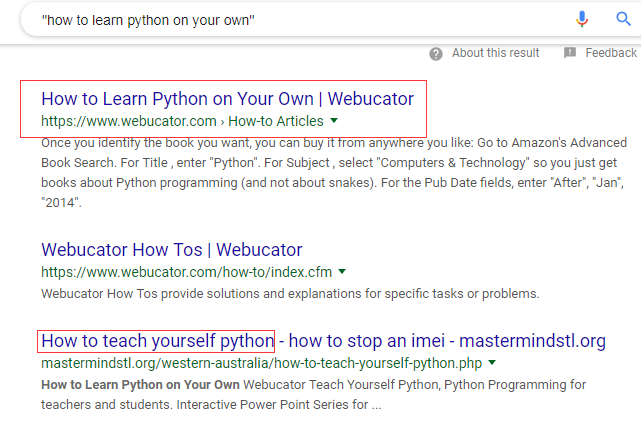 "how to learn python on your own"
About this result Feedback
How to Learn Python on Your Own | Webucator
https://www.webucator.com › How-to Articles
Once you identify the book you want, you can buy it from anywhere you like: Go to Amazon's Advanced
Book Search. For Title , enter "Python". For Subject , select "Computers & Technology" so you just get
books about Python programming (and not about snakes). For the Pub Date fields, enter "After", "Jan",
"2014".
Webucator How Tos | Webucator
https://www.webucator.com/how-to/index.cfm
Webucator How Tos provide solutions and explanations for specific tasks or problems.
How to teach yourself python - how to stop an imei - mastermindstl.org
mastermindstl.org/western-australia/how-to-teach-yourself-python.php
How to Learn Python on Your Own Webucator Teach Yourself Python, Python Programming for
teachers and students. Interactive Power Point Series for ...